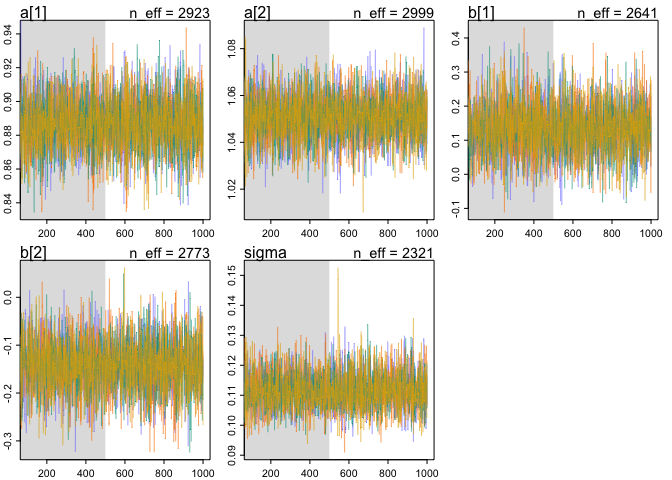 a[1] n_eff = 2923
0.84 0.86 0.88 0.90 0.92 0.94
200 400 600 800 1000
a[2] n_eff = 2999
1.02 1.04 1.06 1.08
200 400 600 800 1000
b[1] n_eff = 2641
-0.1 0.0 0.1 0.2 0.3 0.4
200 400 600 800 1000
b[2] n_eff = 2773
-0.3 -0.2 -0.1 0.0
200 400 600 800 1000
sigma n_eff = 2321
0.09 0.10 0.11 0.12 0.13 0.14 0.15
200 400 600 800 1000